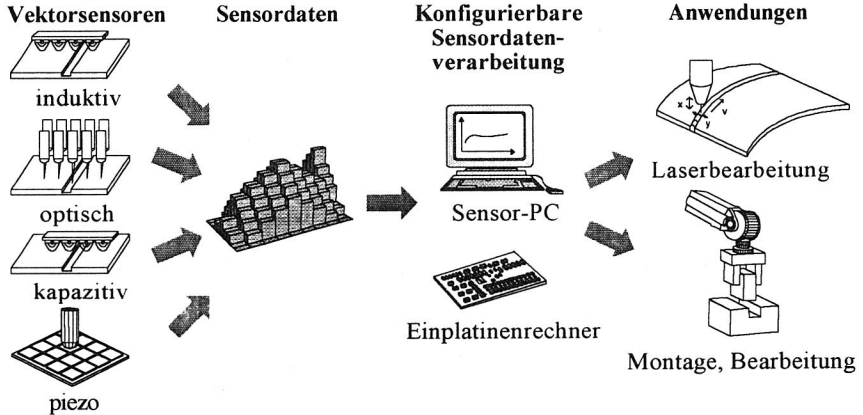 Vektorsensoren
induktiv
optisch
kapazitiv
piezo
Sensordaten
Konfigurierbare
Sensordaten-
verarbeitung
Sensor-PC
Einplatinenrechner
Anwendungen
x
y
v
Laserbearbeitung
Montage, Bearbeitung